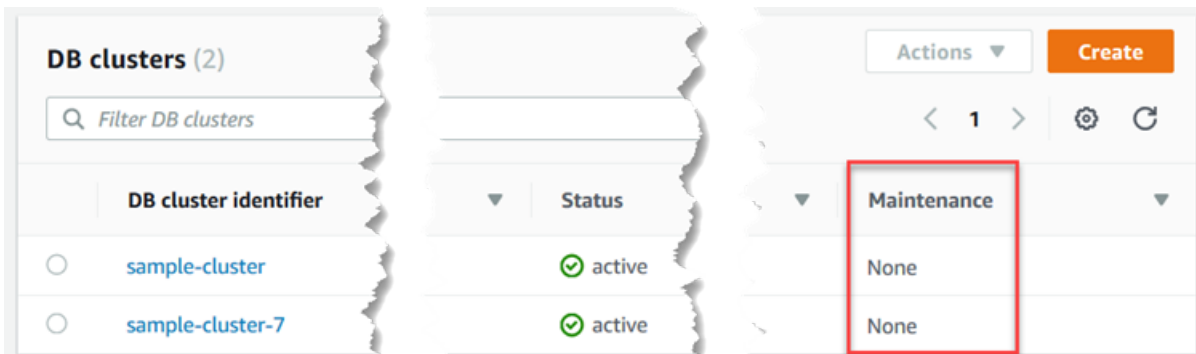 DB clusters (2)
Actions
Create
Filter DB clusters
1
DB cluster identifier
Status
Maintenance
sample-cluster
active
None
sample-cluster-7
active
None